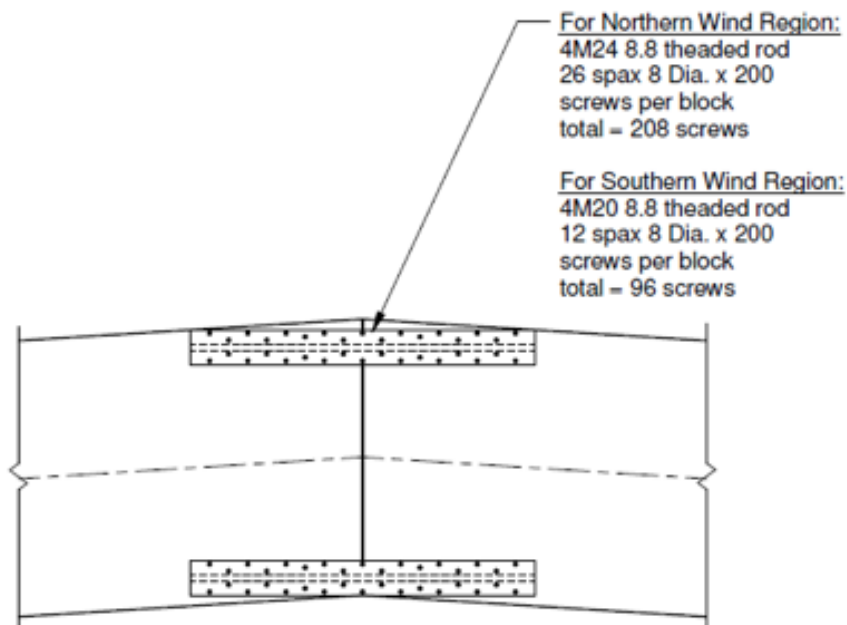 For Northern Wind Region:
4M24 8.8 theaded rod
26 spax 8 Dia. x 200
screws per block
total = 208 screws
For Southern Wind Region:
4M20 8.8 theaded rod
12 spax 8 Dia. x 200
screws per block
total = 96 screws